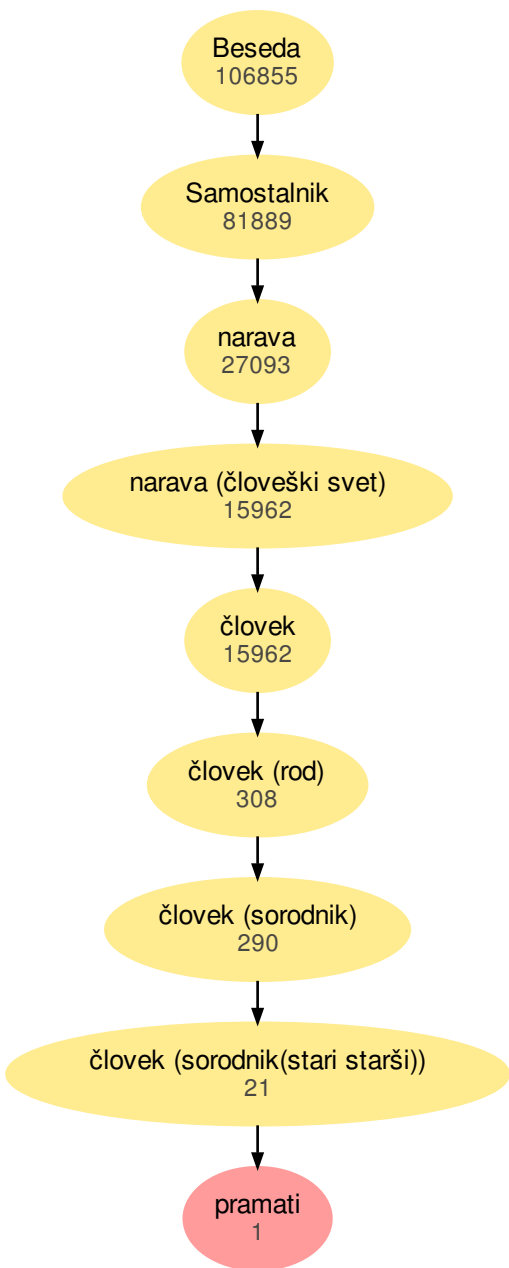 Beseda
106855
Samostalnik
81889
narava
27093
narava (človeški svet)
15962
človek
15962
človek (rod)
308
človek (sorodnik)
290
človek (sorodnik(stari starši))
21
pramati
1